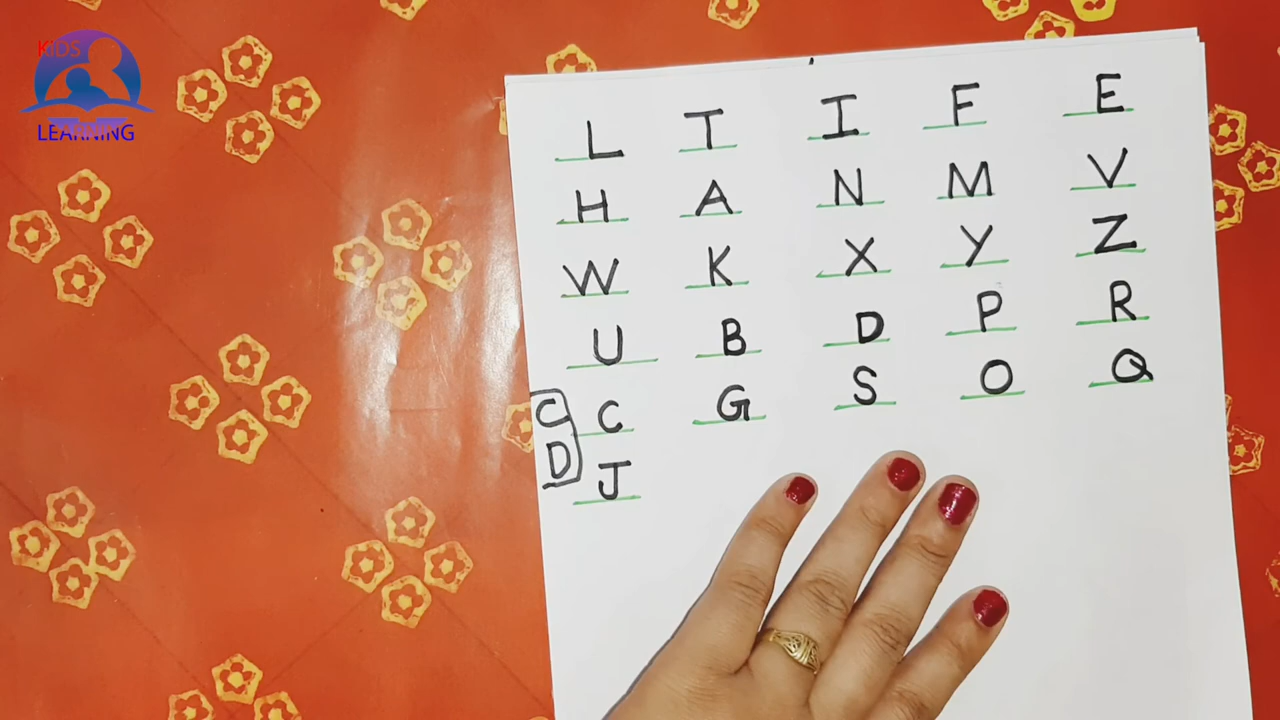 KiDS
LEARNING
L T I F E
H A N M V
W K X Y Z
U B D P R
C C G S O Q
D J